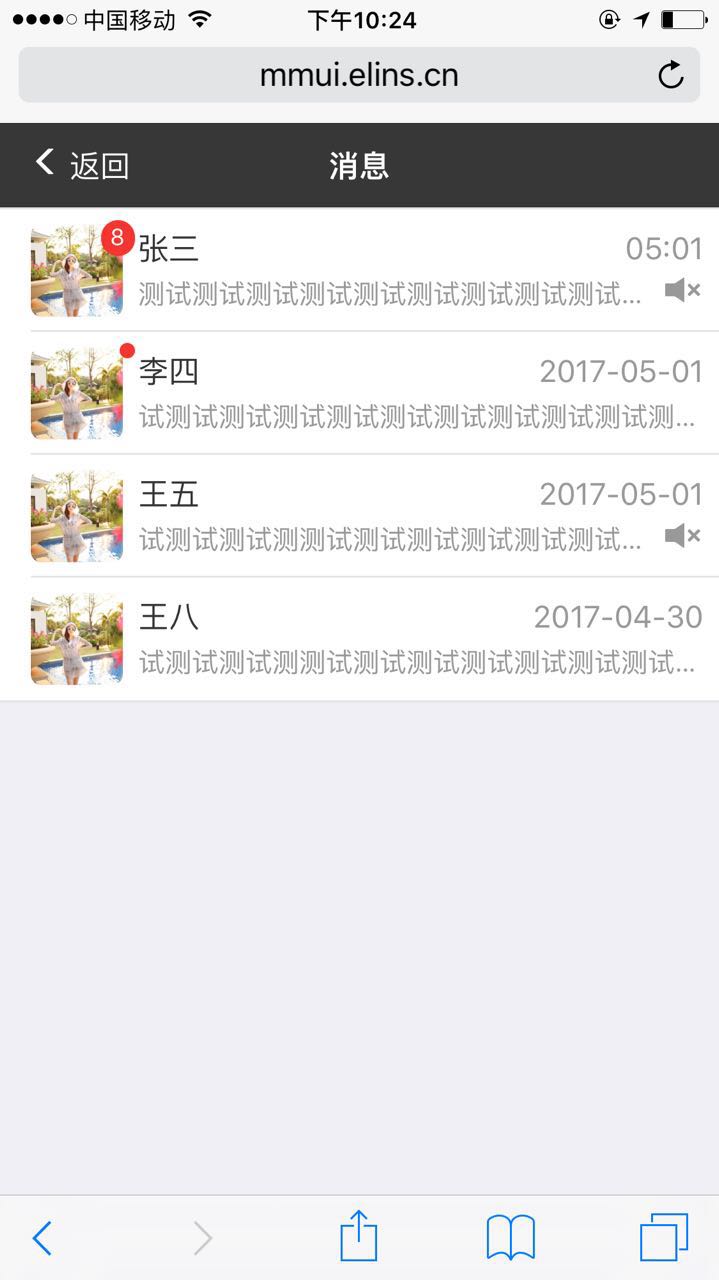 中国移动 下午10:24
mmui.elins.cn
返回 消息
8 张三 05:01
测试测试测试测试测试测试测试测试测试...
李四 2017-05-01
试测试测试测试测试测试测试测试测试测试测...
王五 2017-05-01
试测试测试测测试测试测试测试测试测试...
王八 2017-04-30
试测试测试测测试测试测试测试测试测试测试...